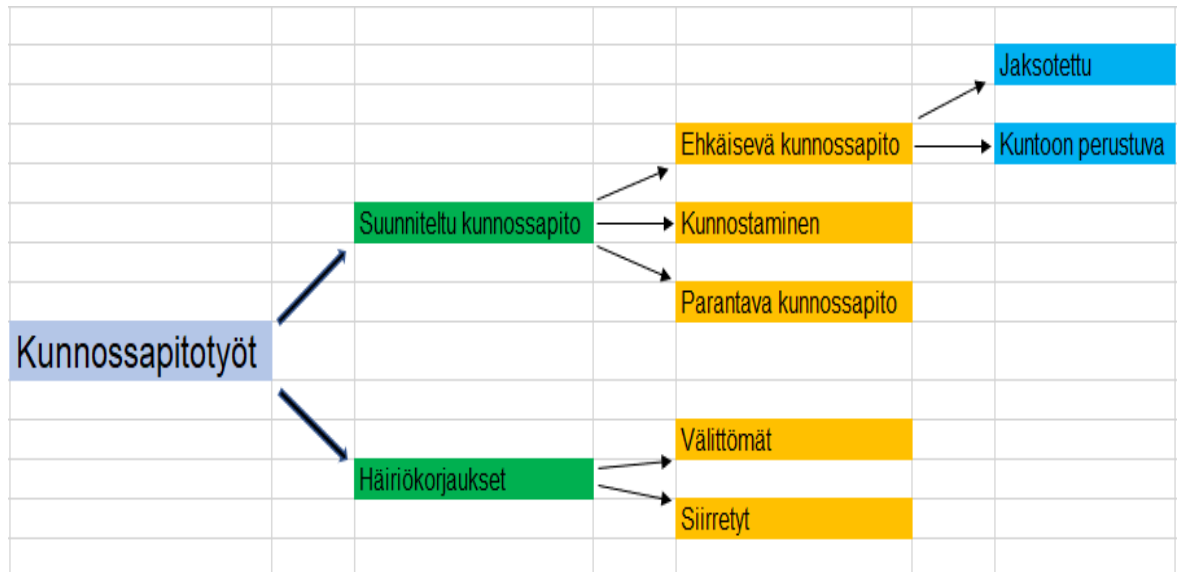 Jaksotettu
Ehkäisevä kunnossapito
Kuntoon perustuva
Suunniteltu kunnossapito
Kunnostaminen
Parantava kunnossapito
Kunnossapitotyöt
Välittömät
Häiriökorjaukset
Siirretyt